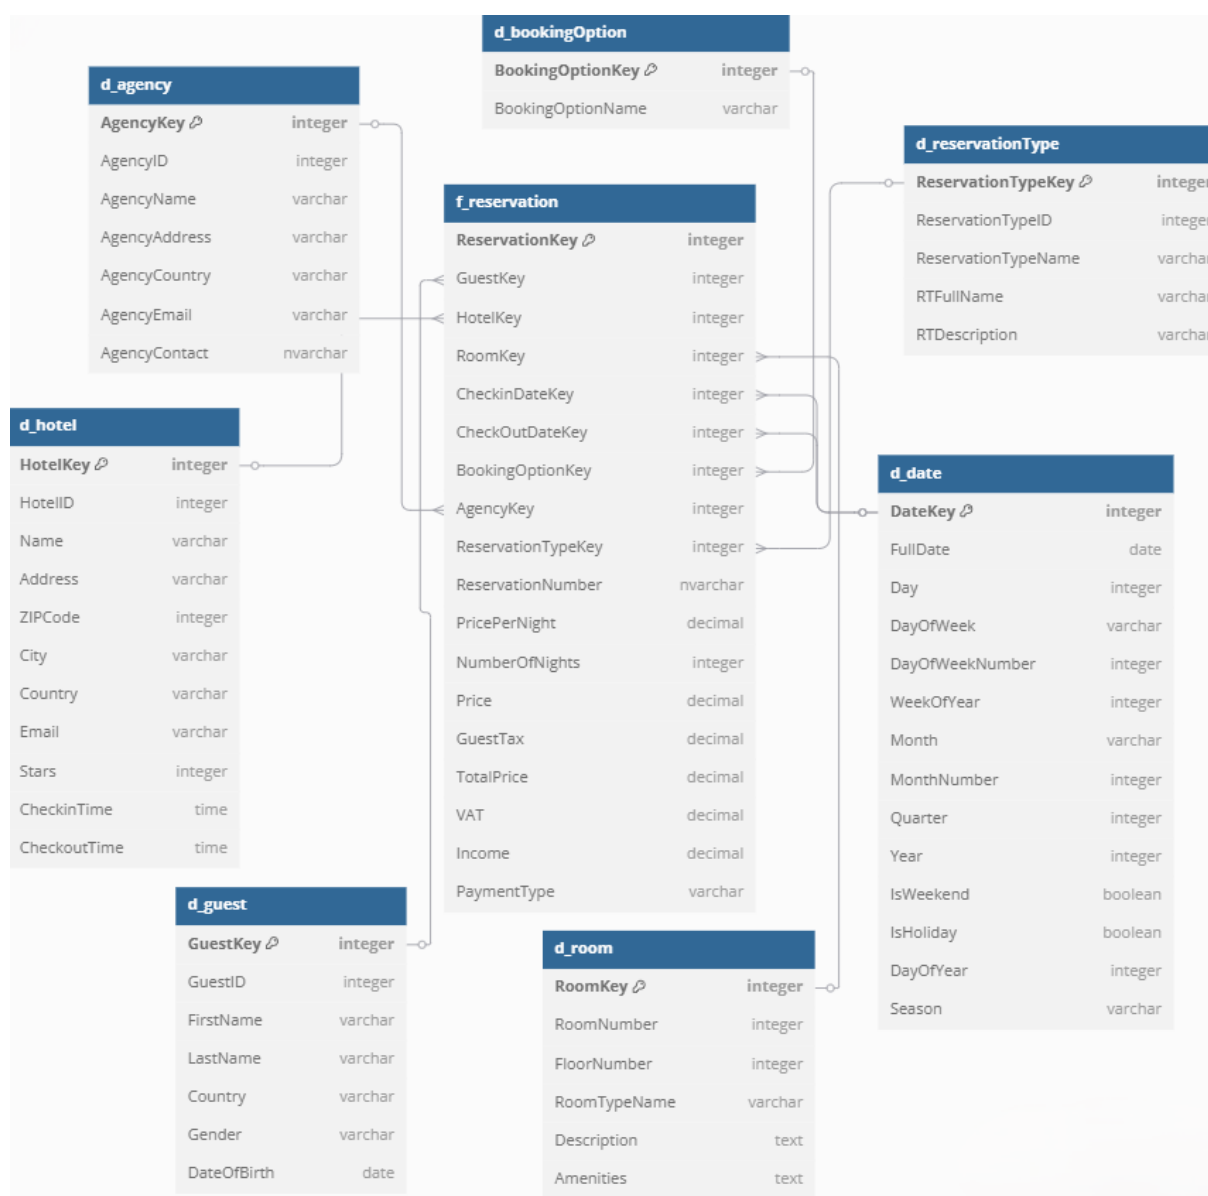 d_bookingOption
BookingOptionKey integer
BookingOptionName varchar
d_agency
AgencyKey integer
AgencyID integer
AgencyName varchar
AgencyAddress varchar
AgencyCountry varchar
AgencyEmail varchar
AgencyContact nvarchar
d_reservationType
ReservationTypeKey integer
ReservationTypeID integer
ReservationTypeName varchar
RTFullName varchar
RTDescription varchar
f_reservation
ReservationKey integer
GuestKey integer
HotelKey integer
RoomKey integer
CheckinDateKey integer
CheckOutDateKey integer
BookingOptionKey integer
AgencyKey integer
ReservationTypeKey integer
ReservationNumber nvarchar
PricePerNight decimal
NumberOfNights integer
Price decimal
GuestTax decimal
TotalPrice decimal
VAT decimal
Income decimal
PaymentType varchar
d_hotel
HotelKey integer
HotelID integer
Name varchar
Address varchar
ZIPCode integer
City varchar
Country varchar
Email varchar
Stars integer
CheckinTime time
CheckoutTime time
d_date
DateKey integer
FullDate date
Day integer
DayOfWeek varchar
DayOfWeekNumber integer
WeekOfYear integer
Month varchar
MonthNumber integer
Quarter integer
Year integer
IsWeekend boolean
IsHoliday boolean
DayOfYear integer
Season varchar
d_guest
GuestKey integer
GuestID integer
FirstName varchar
LastName varchar
Country varchar
Gender varchar
DateOfBirth date
d_room
RoomKey integer
RoomNumber integer
FloorNumber integer
RoomTypeName varchar
Description text
Amenities text